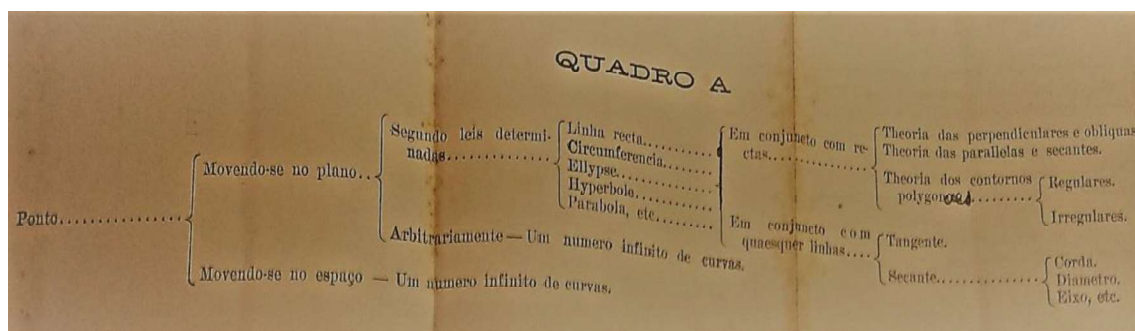 QUADRO A
Ponto................
Movendo-se no plano...
Segundo leis determi-
nadas..............
Linha recta...........
Circumferencia........
Ellypse...............
Hyperbole.............
Parabola, etc.........
Em conjuncto com re-
ctas................
Theoria das perpendiculares e obliquas
Theoria das parallelas e secantes.
Theoria dos contornos
polygonaes.........
Regulares.
Irregulares.
Em conjuncto com
quaesquer linhas....
Tangente.
Secante...............
Corda.
Diametro.
Eixo, etc.
Arbitrariamente — Um numero infinito de curvas.
Movendo-se no espaço — Um numero infinito de curvas.